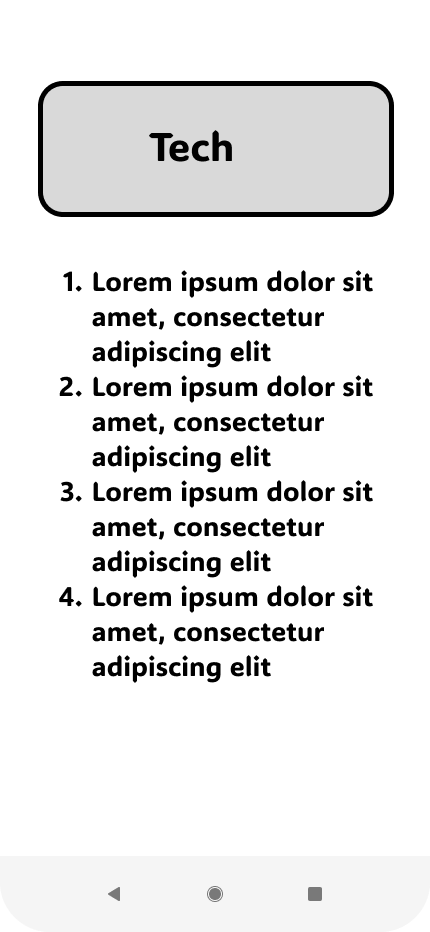 Tech
1. Lorem ipsum dolor sit
amet, consectetur
adipiscing elit
2. Lorem ipsum dolor sit
amet, consectetur
adipiscing elit
3. Lorem ipsum dolor sit
amet, consectetur
adipiscing elit
4. Lorem ipsum dolor sit
amet, consectetur
adipiscing elit